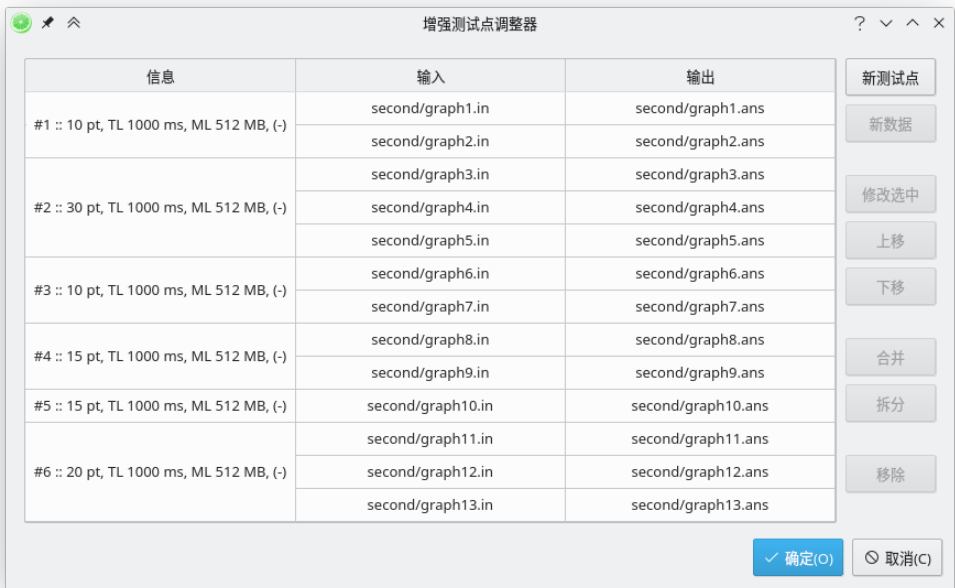 增强测试点调整器
信息 输入 输出
新测试点
#1 :: 10 pt, TL 1000 ms, ML 512 MB, (-)
second/graph1.in second/graph1.ans
second/graph2.in second/graph2.ans
新数据
#2 :: 30 pt, TL 1000 ms, ML 512 MB, (-)
second/graph3.in second/graph3.ans
second/graph4.in second/graph4.ans
second/graph5.in second/graph5.ans
修改选中
上移
#3 :: 10 pt, TL 1000 ms, ML 512 MB, (-)
second/graph6.in second/graph6.ans
second/graph7.in second/graph7.ans
下移
#4 :: 15 pt, TL 1000 ms, ML 512 MB, (-)
second/graph8.in second/graph8.ans
second/graph9.in second/graph9.ans
合并
#5 :: 15 pt, TL 1000 ms, ML 512 MB, (-)
second/graph10.in second/graph10.ans
拆分
#6 :: 20 pt, TL 1000 ms, ML 512 MB, (-)
second/graph11.in second/graph11.ans
second/graph12.in second/graph12.ans
second/graph13.in second/graph13.ans
移除
确定(O) 取消(C)